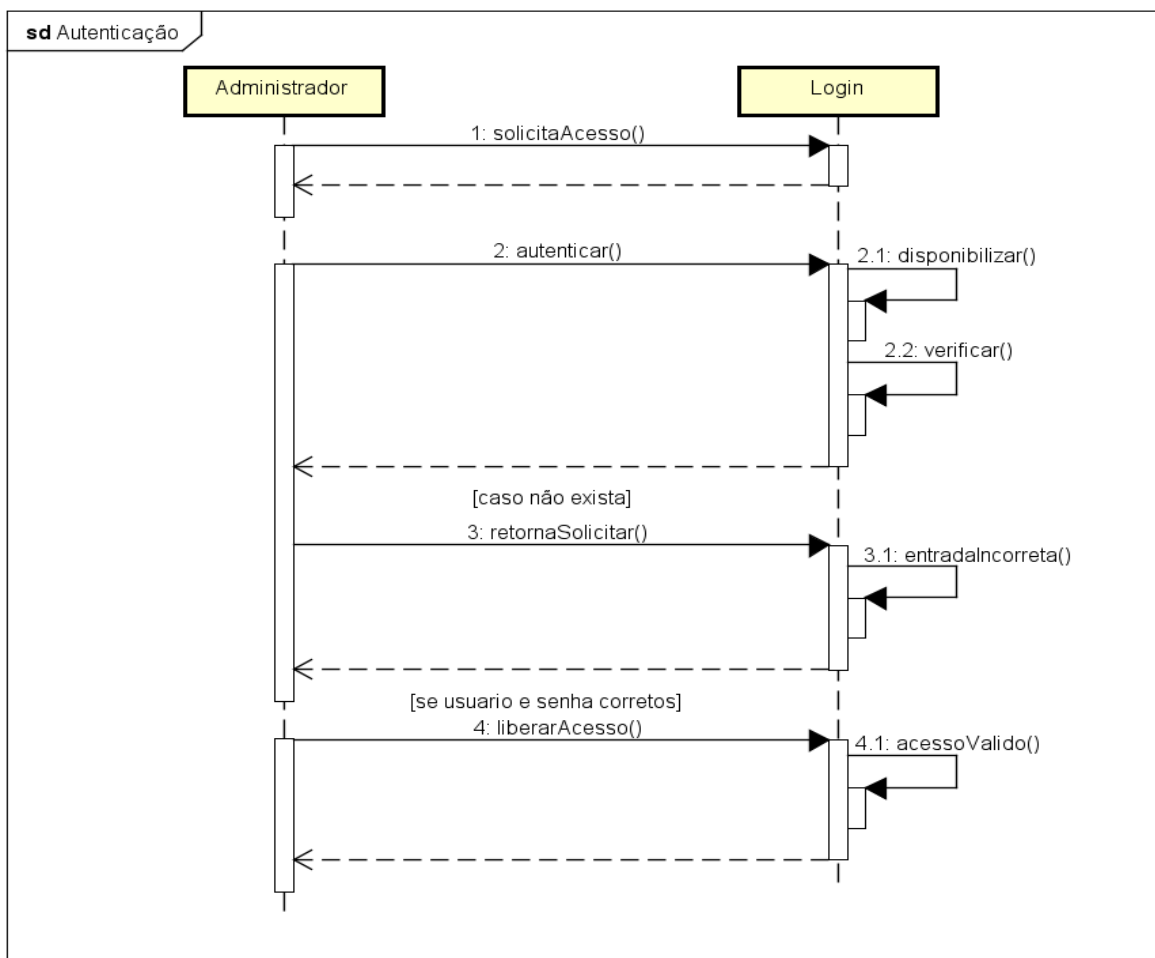 sd Autenticação
Administrador
Login
1: solicitaAcesso()
2: autenticar()
2.1: disponibilizar()
2.2: verificar()
[caso não exista]
3: retornaSolicitar()
3.1: entradaIncorreta()
[se usuario e senha corretos]
4: liberarAcesso()
4.1: acessoValido()